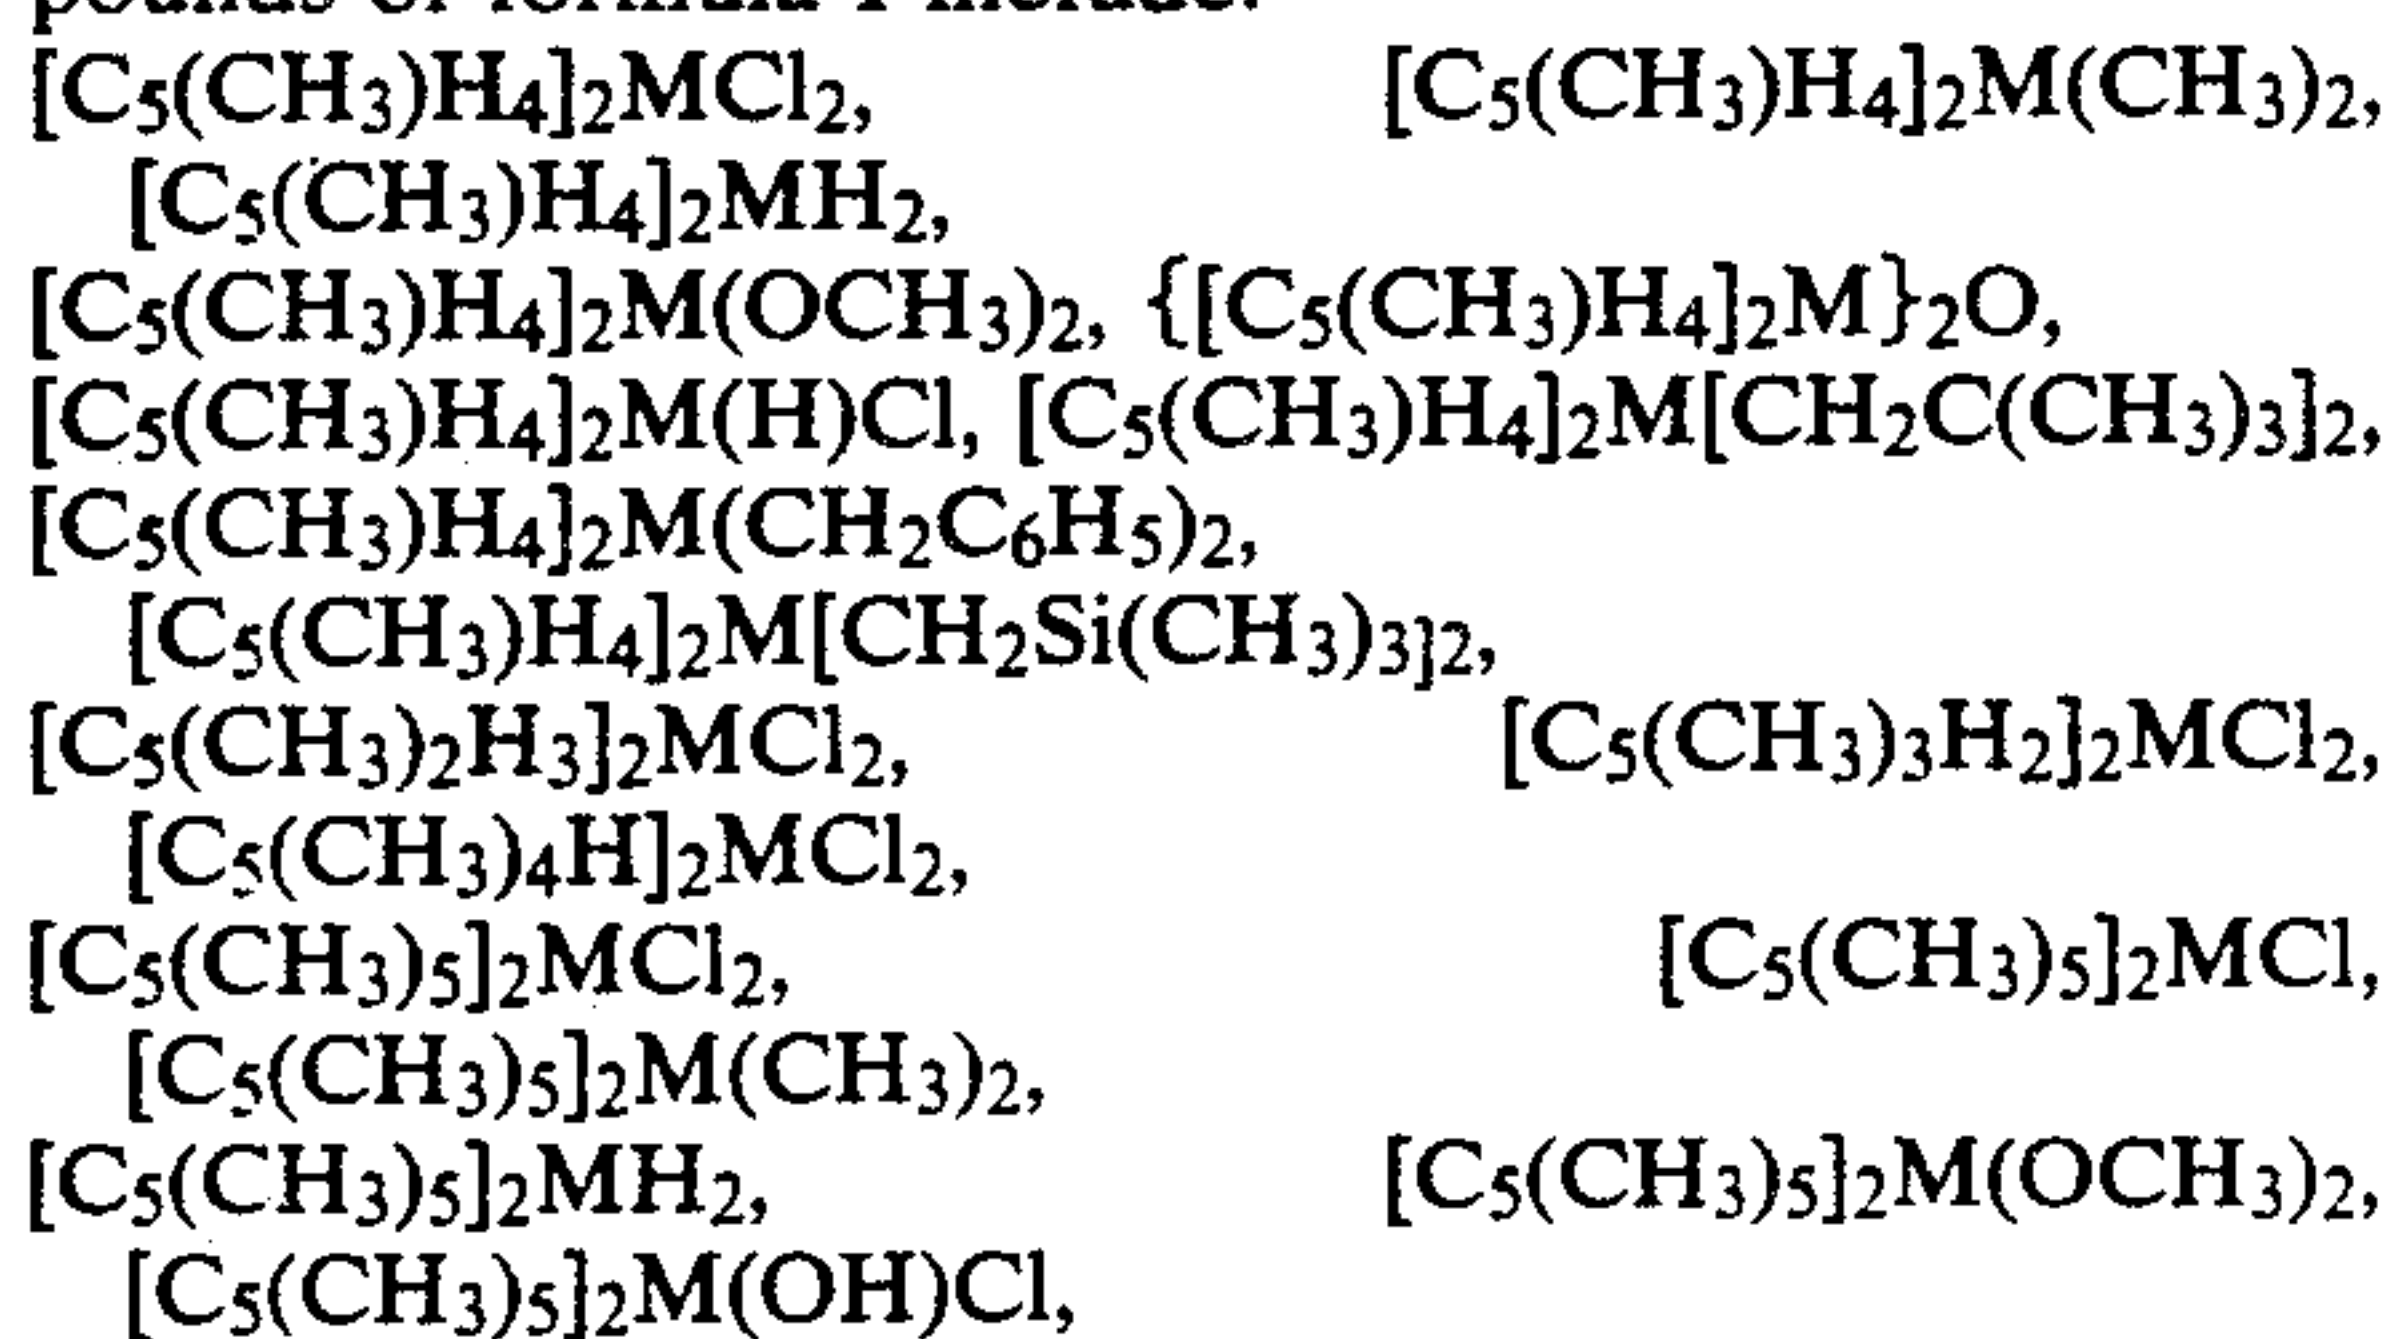 pounds of formula I include:
[C₅(CH₃)H₄]₂MCl₂, [C₅(CH₃)H₄]₂M(CH₃)₂,
[C₅(CH₃)H₄]₂MH₂,
[C₅(CH₃)H₄]₂M(OCH₃)₂, {[C₅(CH₃)H₄]₂M}₂O,
[C₅(CH₃)H₄]₂M(H)Cl, [C₅(CH₃)H₄]₂M[CH₂C(CH₃)₃]₂,
[C₅(CH₃)H₄]₂M(CH₂C₆H₅)₂,
[C₅(CH₃)H₄]₂M[CH₂Si(CH₃)₃]₂,
[C₅(CH₃)₂H₃]₂MCl₂, [C₅(CH₃)₃H₂]₂MCl₂,
[C₅(CH₃)₄H]₂MCl₂,
[C₅(CH₃)₅]₂MCl₂, [C₅(CH₃)₅]₂MCl,
[C₅(CH₃)₅]₂M(CH₃)₂,
[C₅(CH₃)₅]₂MH₂, [C₅(CH₃)₅]₂M(OCH₃)₂,
[C₅(CH₃)₅]₂M(OH)Cl,